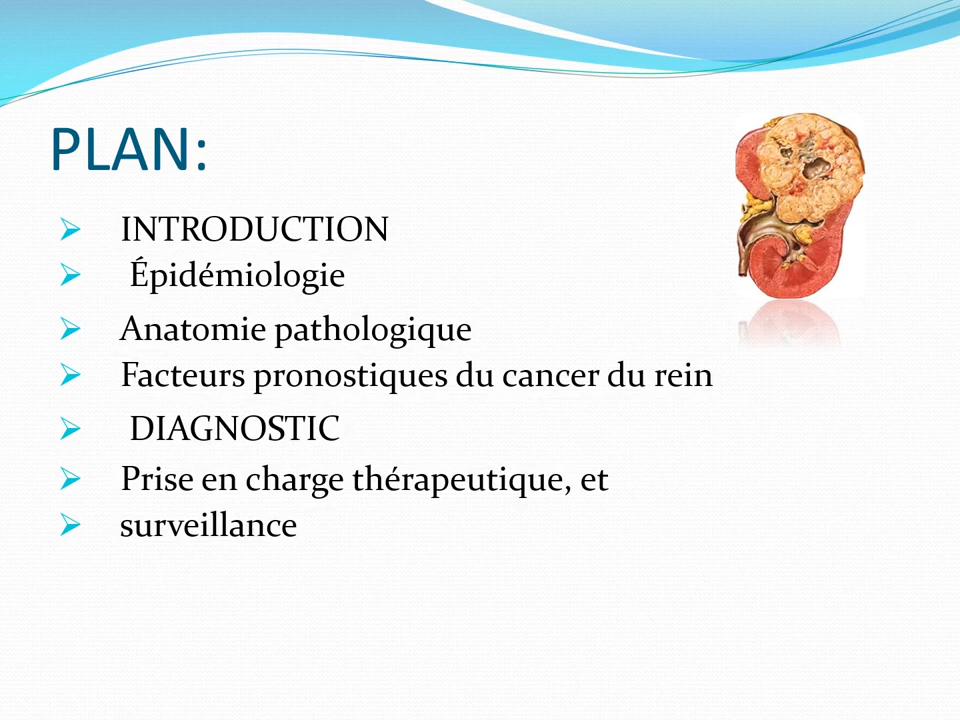 PLAN:
➢ INTRODUCTION
➢ Épidémiologie
➢ Anatomie pathologique
➢ Facteurs pronostiques du cancer du rein
➢ DIAGNOSTIC
➢ Prise en charge thérapeutique, et
➢ surveillance